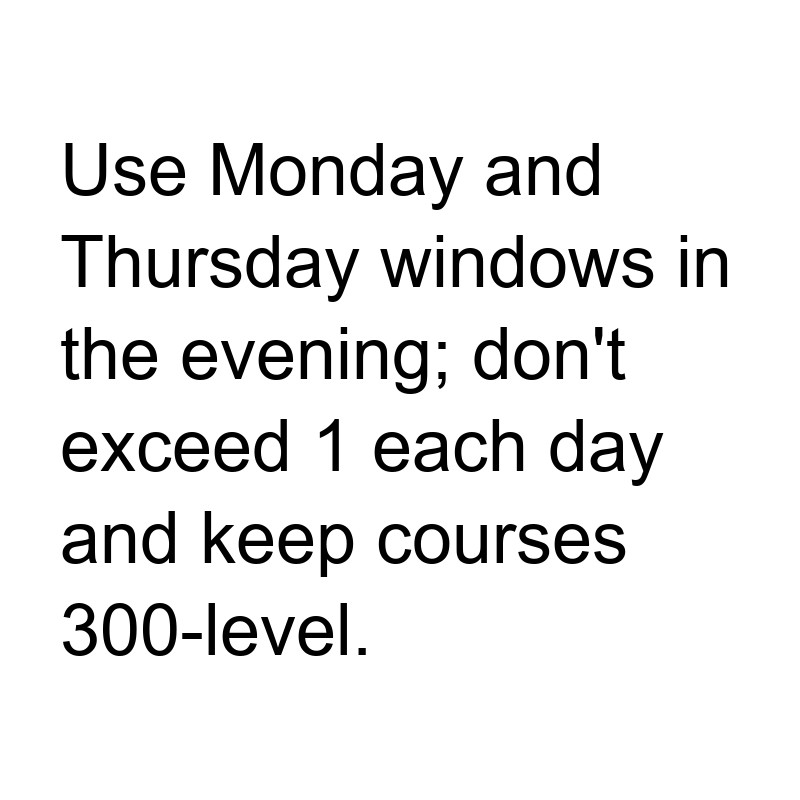 Use Monday and
Thursday windows in
the evening; don't
exceed 1 each day
and keep courses
300-level.